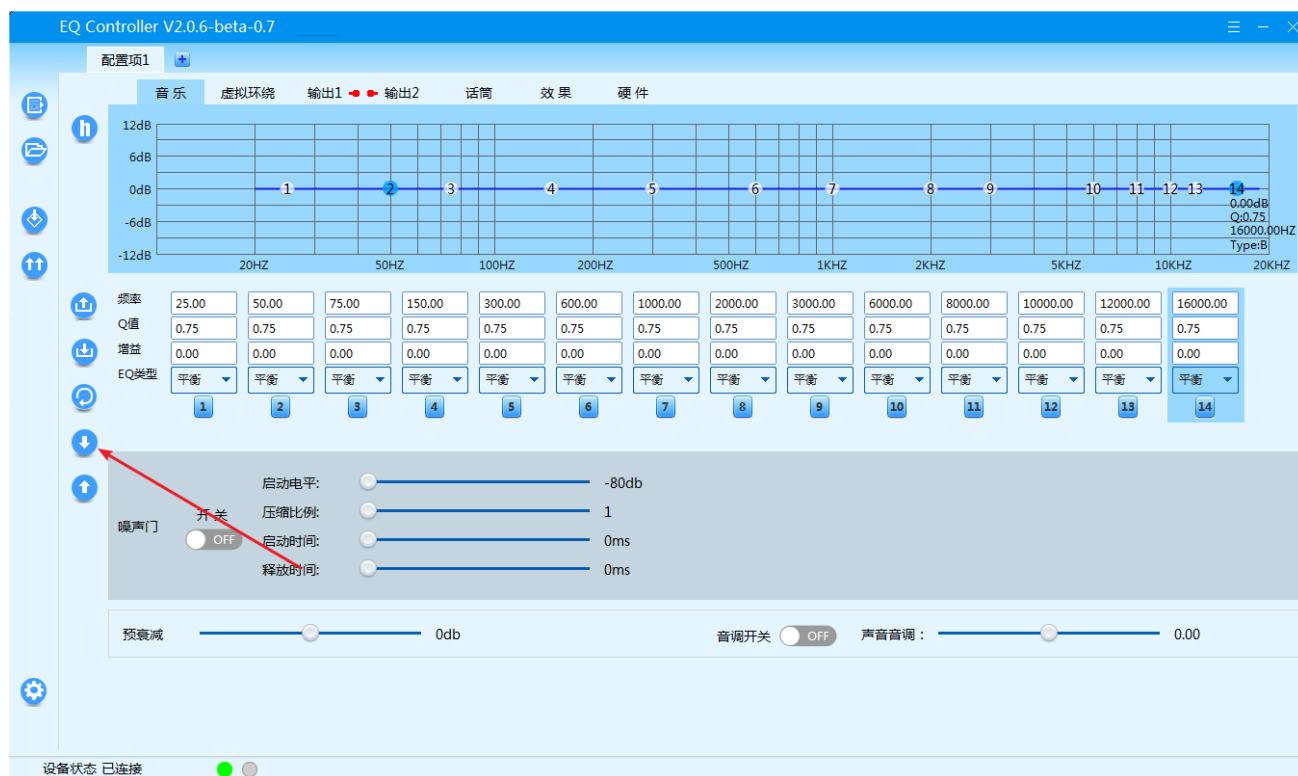 EQ Controller V2.0.6-beta-0.7
配置项1
音乐 虚拟环绕 输出1 输出2 话筒 效果 硬件
h
12dB
6dB
0dB
-6dB
-12dB
1 2 3 4 5 6 7 8 9 10 11 12 13 14
0.00dB
Q:0.75
16000.00HZ
Type:B
20HZ 50HZ 100HZ 200HZ 500HZ 1KHZ 2KHZ 5KHZ 10KHZ 20KHZ
频率 25.00 50.00 75.00 150.00 300.00 600.00 1000.00 2000.00 3000.00 6000.00 8000.00 10000.00 12000.00 16000.00
Q值 0.75 0.75 0.75 0.75 0.75 0.75 0.75 0.75 0.75 0.75 0.75 0.75 0.75 0.75
增益 0.00 0.00 0.00 0.00 0.00 0.00 0.00 0.00 0.00 0.00 0.00 0.00 0.00 0.00
EQ类型 平衡 平衡 平衡 平衡 平衡 平衡 平衡 平衡 平衡 平衡 平衡 平衡 平衡 平衡
1 2 3 4 5 6 7 8 9 10 11 12 13 14
噪声门
开关
OFF
启动电平: -80db
压缩比例: 1
启动时间: 0ms
释放时间: 0ms
预衰减 0db 音调开关 OFF 声音音调： 0.00
设备状态 已连接